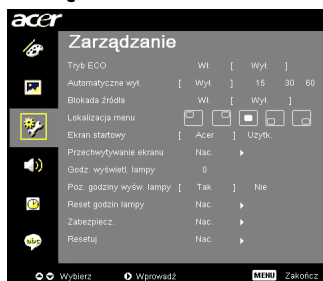 acer
Zarządzanie
Tryb ECO Wł. [ Wył. ]
Automatyczne wył. [ Wył. ] 15 30 60
Blokada źródła Wł. [ Wył. ]
Lokalizacja menu
Ekran startowy [ Acer ] Użytk.
Przechwytywanie ekranu Nac.
Godz. wyświetl. lampy 0
Poz. godziny wyśw. lampy [ Tak ] Nie
Reset godzin lampy Nac.
Zabezpiecz. Nac.
Resetuj Nac.
abc
Wybierz Wprowadź MENU Zakończ